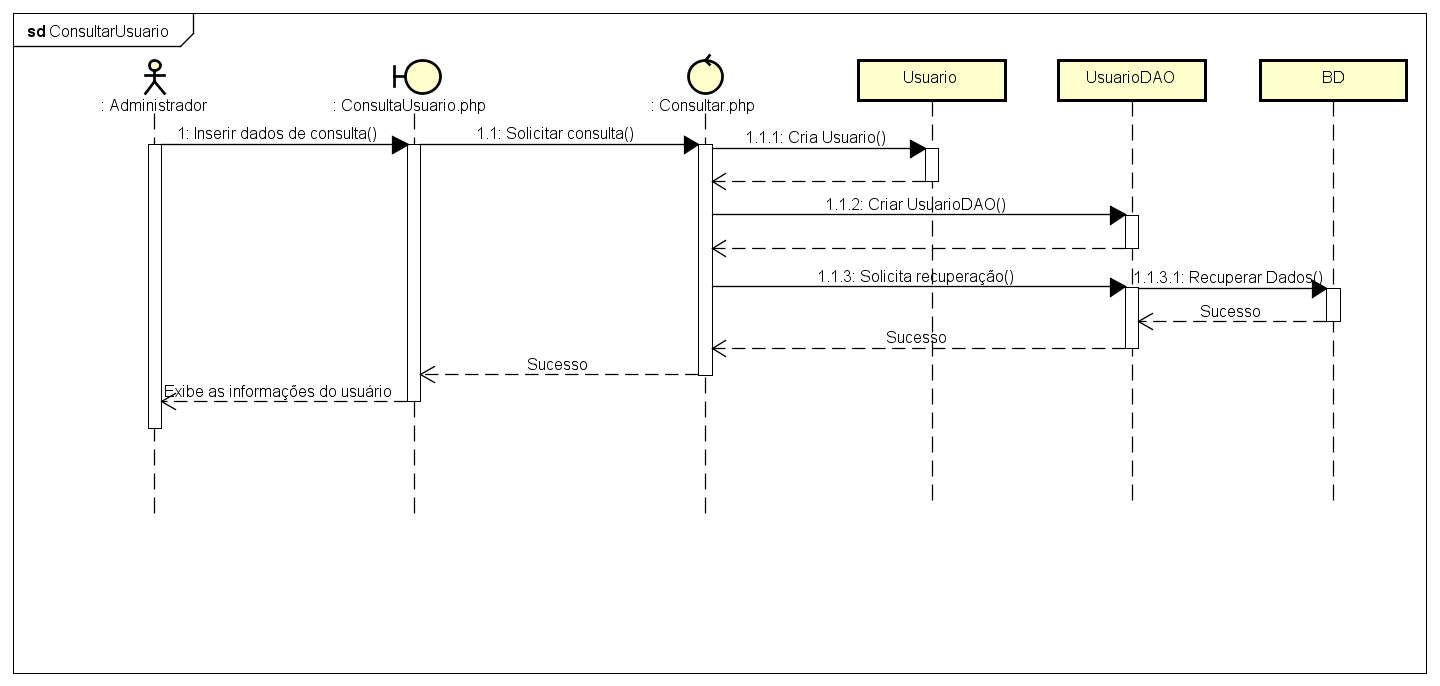 sd ConsultarUsuario
: Administrador
: ConsultaUsuario.php
: Consultar.php
Usuario
UsuarioDAO
BD
1: Inserir dados de consulta()
1.1: Solicitar consulta()
1.1.1: Cria Usuario()
1.1.2: Criar UsuarioDAO()
1.1.3: Solicita recuperação()
1.1.3.1: Recuperar Dados()
Sucesso
Sucesso
Sucesso
Exibe as informações do usuário